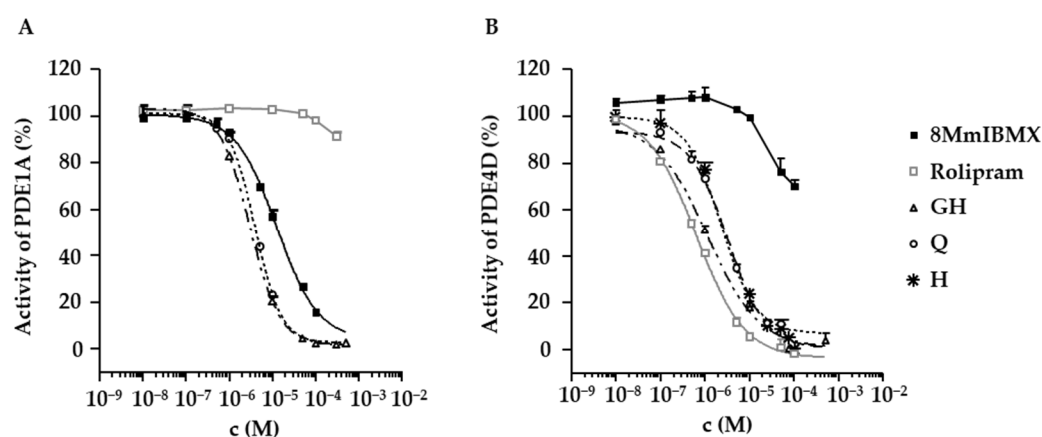 A
Activity of PDE1A (%)
120
100
80
60
40
20
0
10⁻⁹ 10⁻⁸ 10⁻⁷ 10⁻⁶ 10⁻⁵ 10⁻⁴ 10⁻³ 10⁻²
c (M)
B
Activity of PDE4D (%)
120
100
80
60
40
20
0
10⁻⁹ 10⁻⁸ 10⁻⁷ 10⁻⁶ 10⁻⁵ 10⁻⁴ 10⁻³ 10⁻²
c (M)
8MmIBMX
Rolipram
GH
Q
H